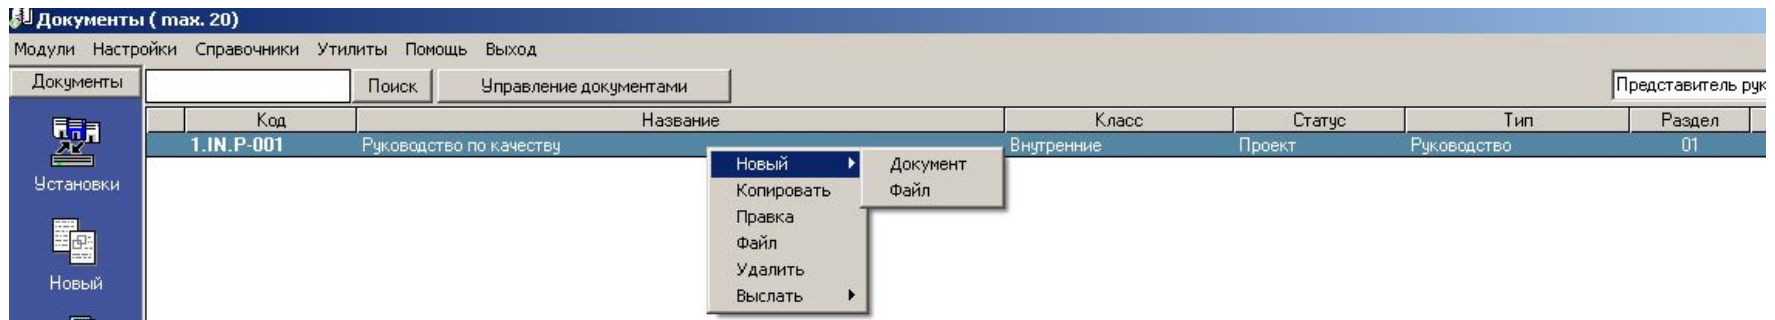 Документы ( max. 20)
Модули Настройки Справочники Утилиты Помощь Выход
Документы Поиск Управление документами Представитель рук
Код Название Класс Статус Тип Раздел
1.IN.P-001 Руководство по качеству Внутренние Проект Руководство 01
Новый Документ
Копировать Файл
Правка
Файл
Удалить
Выслать
Установки
Новый